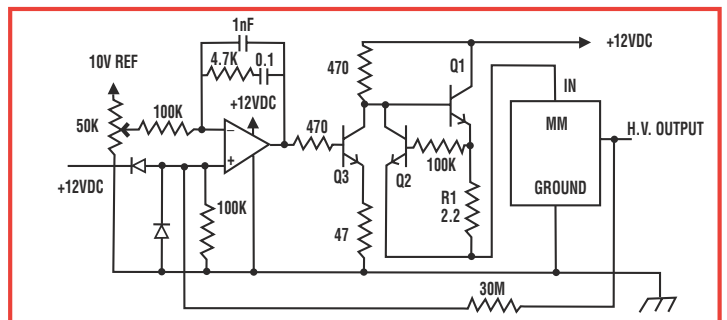 1nF
4.7K 0.1
10V REF
+12VDC
50K
100K
+12VDC
−
+
100K
470
470
Q3
47
Q2
100K
Q1
R1
2.2
+12VDC
IN
MM
GROUND
H.V. OUTPUT
30M